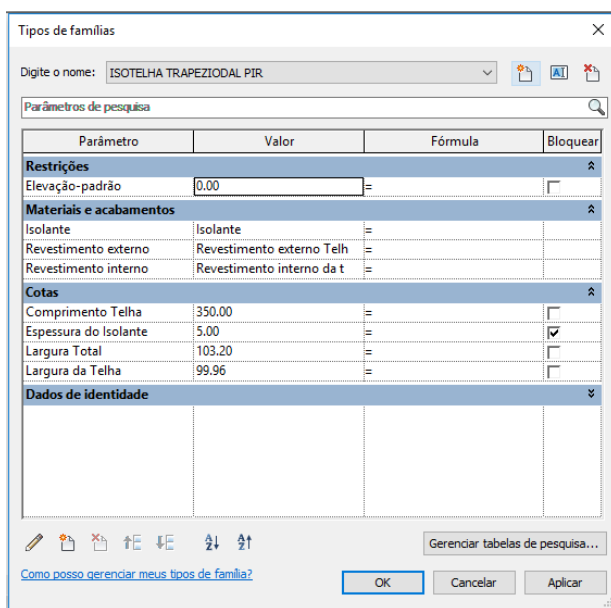 Tipos de famílias
Digite o nome: ISOTELHA TRAPEZIODAL PIR
Parâmetros de pesquisa
Parâmetro Valor Fórmula Bloquear
Restrições
Elevação-padrão 0.00 =
Materiais e acabamentos
Isolante Isolante =
Revestimento externo Revestimento externo Telh =
Revestimento interno Revestimento interno da t =
Cotas
Comprimento Telha 350.00 =
Espessura do Isolante 5.00 =
Largura Total 103.20 =
Largura da Telha 99.96 =
Dados de identidade
Gerenciar tabelas de pesquisa...
Como posso gerenciar meus tipos de família?
OK Cancelar Aplicar